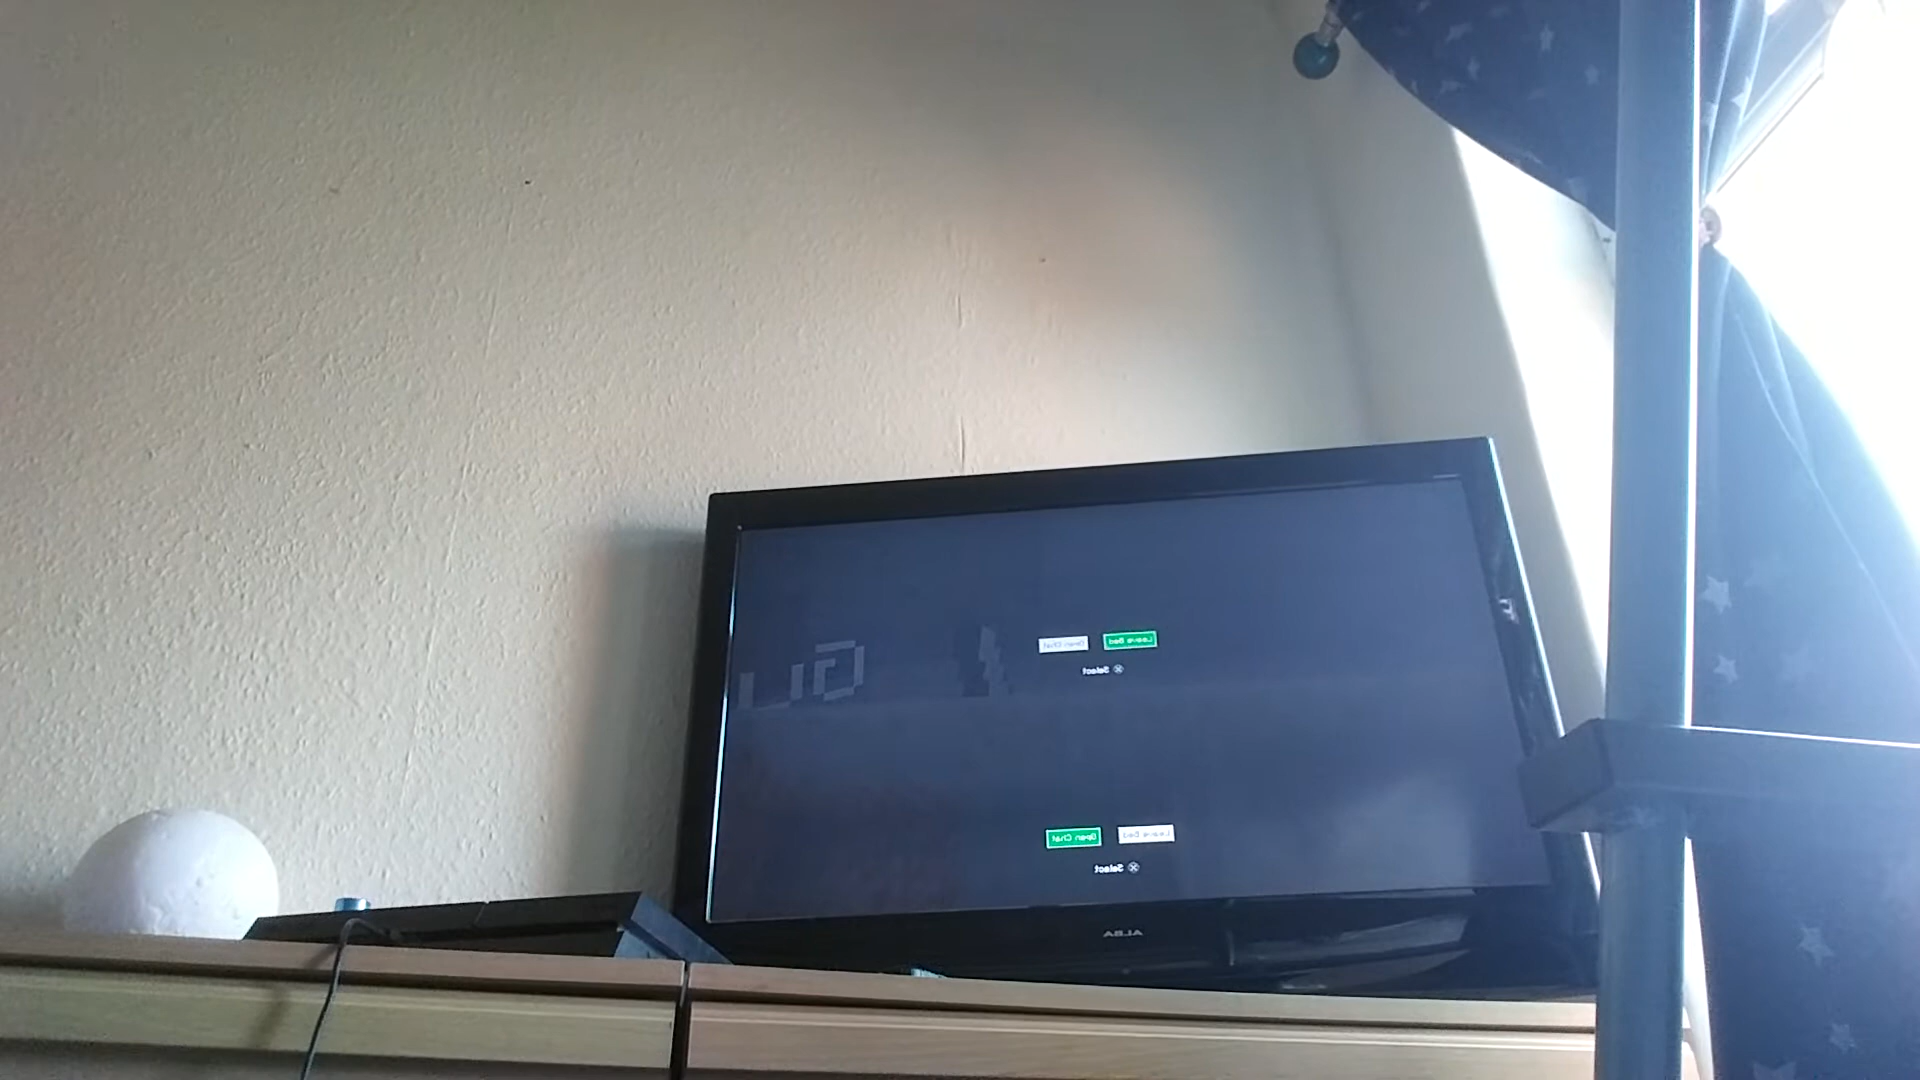 Leave Bed Open Chat
Select
Leave Bed Open Chat
Select
ALBA